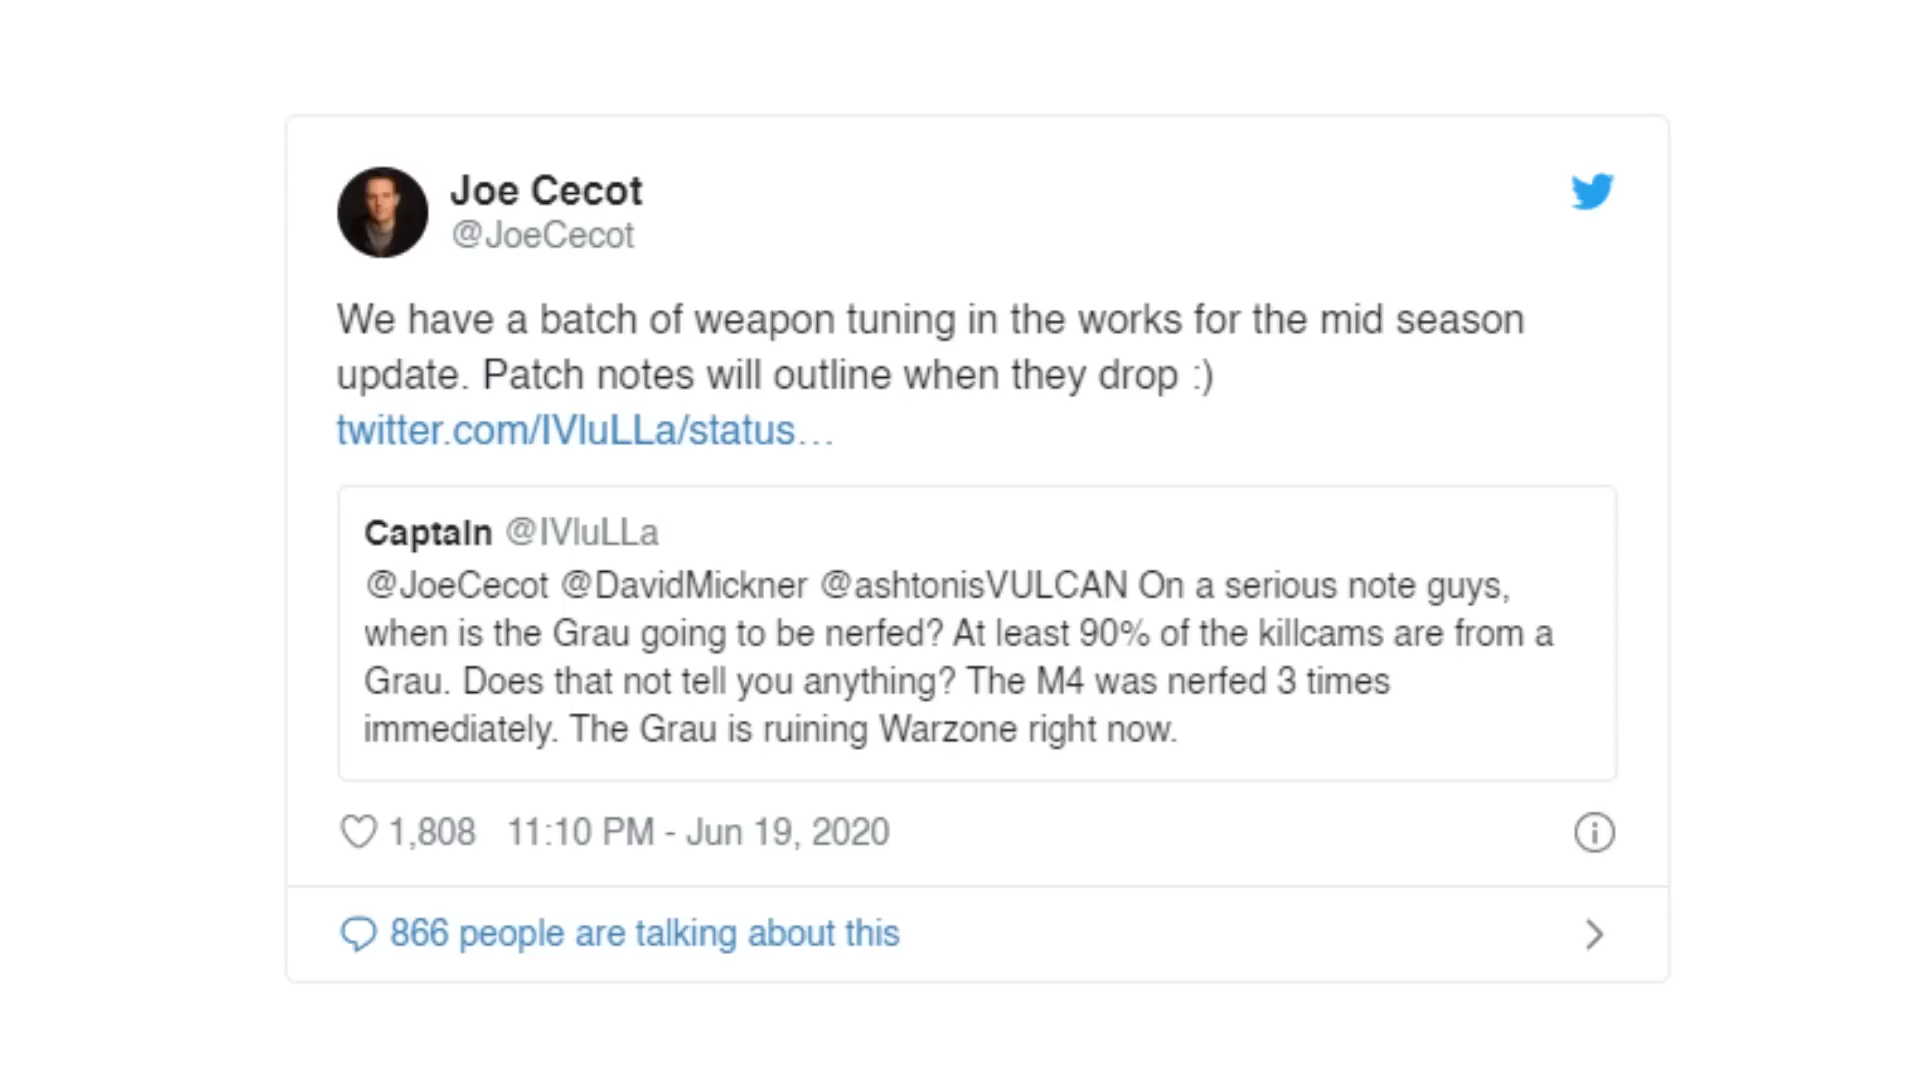 Joe Cecot
@JoeCecot
We have a batch of weapon tuning in the works for the mid season
update. Patch notes will outline when they drop :)
twitter.com/IVluLLa/status…
Captaln @IVluLLa
@JoeCecot @DavidMickner @ashtonisVULCAN On a serious note guys,
when is the Grau going to be nerfed? At least 90% of the killcams are from a
Grau. Does that not tell you anything? The M4 was nerfed 3 times
immediately. The Grau is ruining Warzone right now.
1,808 11:10 PM - Jun 19, 2020
866 people are talking about this